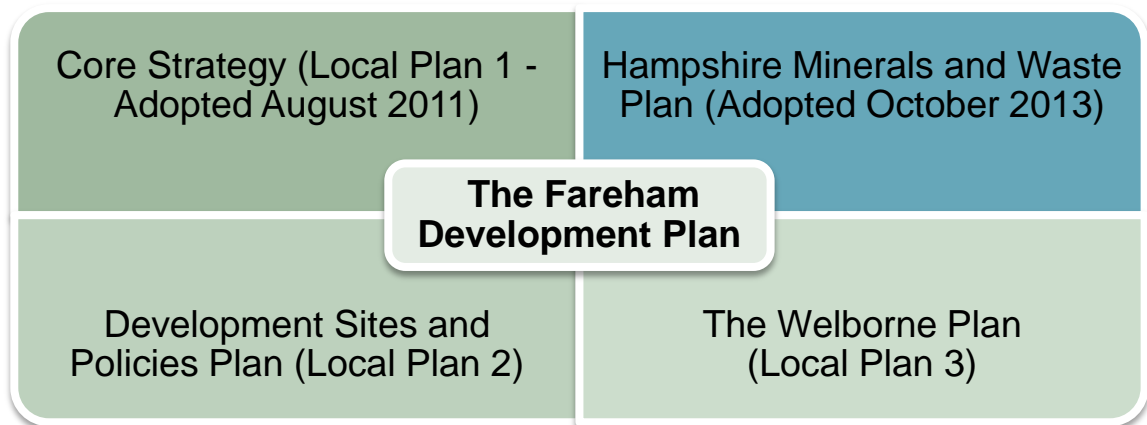 Core Strategy (Local Plan 1 -
Adopted August 2011)
Hampshire Minerals and Waste
Plan (Adopted October 2013)
The Fareham
Development Plan
Development Sites and
Policies Plan (Local Plan 2)
The Welborne Plan
(Local Plan 3)